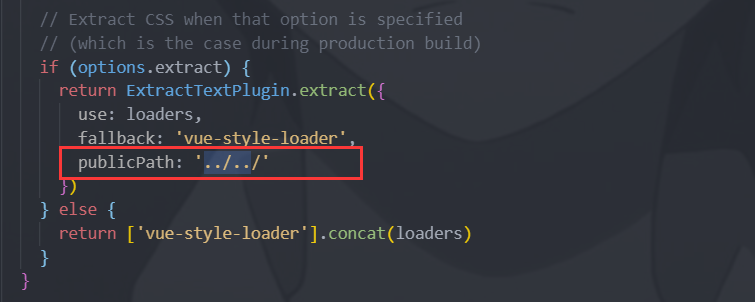 // Extract CSS when that option is specified
// (which is the case during production build)
if (options.extract) {
return ExtractTextPlugin.extract({
use: loaders,
fallback: 'vue-style-loader',
publicPath: '../../'
})
} else {
return ['vue-style-loader'].concat(loaders)
}
}